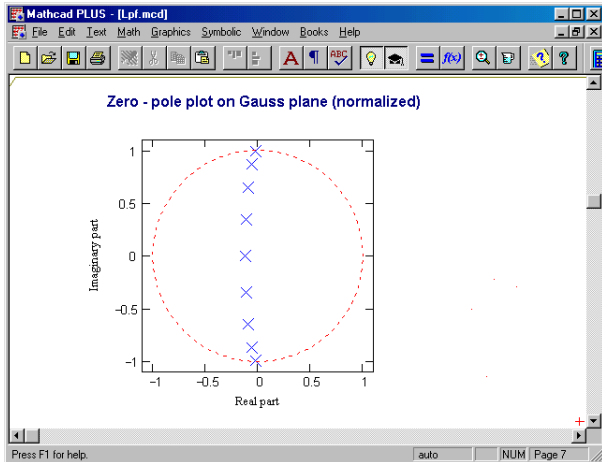 Mathcad PLUS - [Lpf.mcd]
File Edit Text Math Graphics Symbolic Window Books Help
A ¶ ABC = f(x) ? ?
Zero - pole plot on Gauss plane (normalized)
1
0.5
0
-0.5
-1
Imaginary part
-1 -0.5 0 0.5 1
Real part
Press F1 for help. auto NUM Page 7